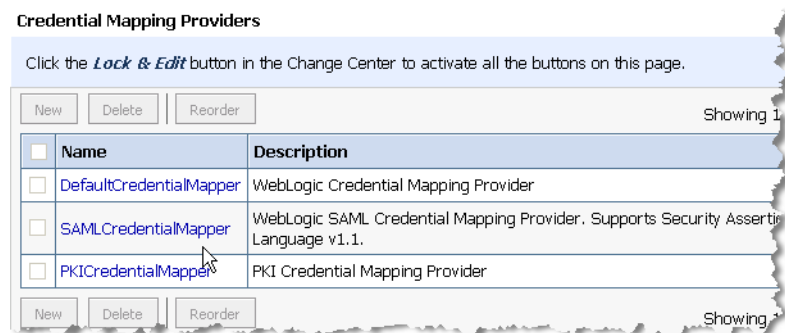 Credential Mapping Providers
Click the Lock & Edit button in the Change Center to activate all the buttons on this page.
New Delete Reorder Showing 1
Name Description
DefaultCredentialMapper WebLogic Credential Mapping Provider
SAMLCredentialMapper WebLogic SAML Credential Mapping Provider. Supports Security
Language v1.1.
PKICredentialMapper PKI Credential Mapping Provider
New Delete Reorder Showing